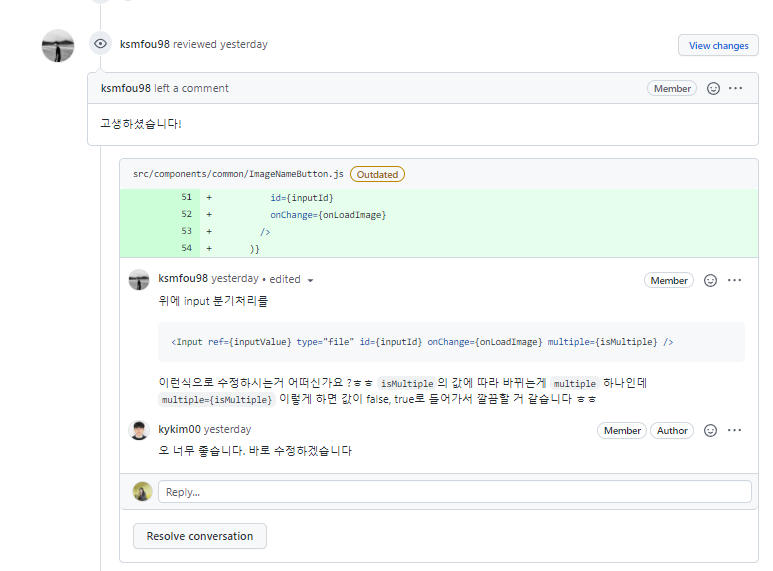 ksmfou98 reviewed yesterday
View changes
ksmfou98 left a comment
Member
고생하셨습니다!
src/components/common/ImageNameButton.js Outdated
51 + id={inputId}
52 + onChange={onLoadImage}
53 + />
54 + )}
ksmfou98 yesterday • edited
Member
위에 input 분기처리를
<Input ref={inputValue} type="file" id={inputId} onChange={onLoadImage} multiple={isMultiple} />
이런식으로 수정하시는거 어떠신가요 ?ㅎㅎ isMultiple 의 값에 따라 바뀌는게 multiple 하나인데
multiple={isMultiple} 이렇게 하면 값이 false, true로 들어가서 깔끔할 거 같습니다 ㅎㅎ
kykim00 yesterday
Member Author
오 너무 좋습니다. 바로 수정하겠습니다
Reply...
Resolve conversation